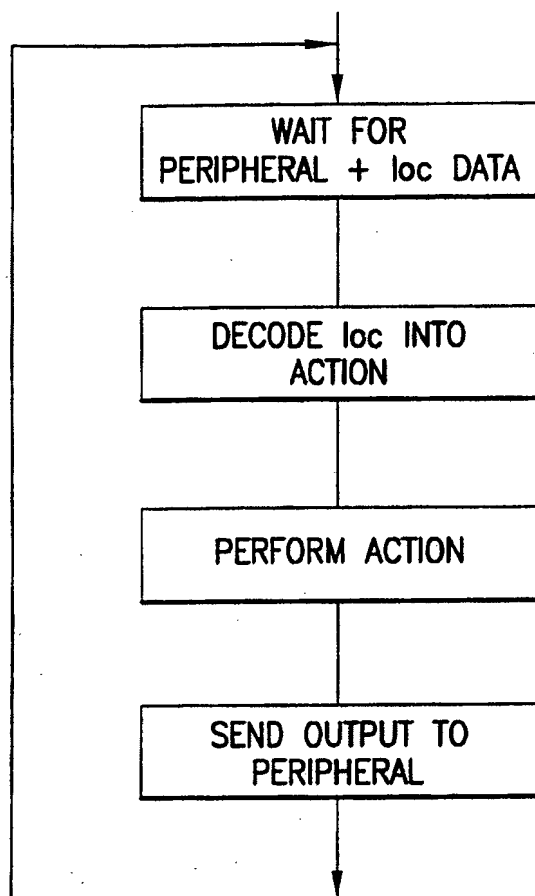 WAIT FOR
PERIPHERAL + loc DATA
DECODE loc INTO
ACTION
PERFORM ACTION
SEND OUTPUT TO
PERIPHERAL